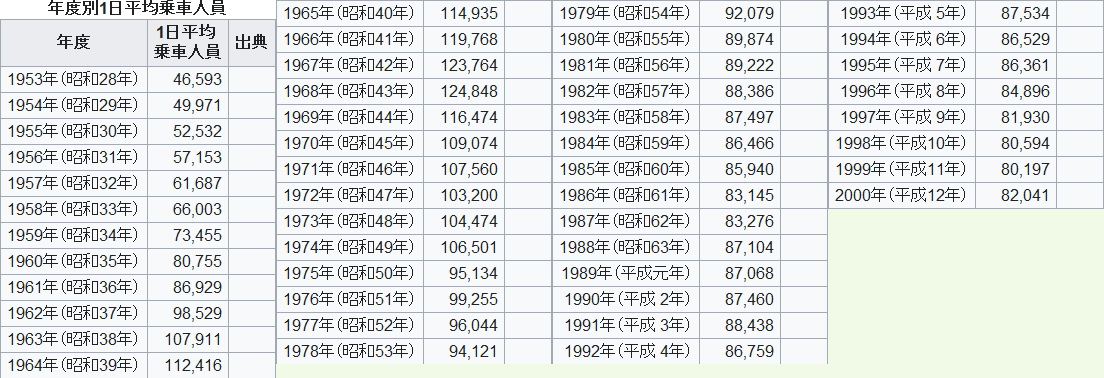 年度別1日平均乗車人員
年度 1日平均乗車人員 出典
1953年(昭和28年) 46,593
1954年(昭和29年) 49,971
1955年(昭和30年) 52,532
1956年(昭和31年) 57,153
1957年(昭和32年) 61,687
1958年(昭和33年) 66,003
1959年(昭和34年) 73,455
1960年(昭和35年) 80,755
1961年(昭和36年) 86,929
1962年(昭和37年) 98,529
1963年(昭和38年) 107,911
1964年(昭和39年) 112,416
1965年(昭和40年) 114,935
1966年(昭和41年) 119,768
1967年(昭和42年) 123,764
1968年(昭和43年) 124,848
1969年(昭和44年) 116,474
1970年(昭和45年) 109,074
1971年(昭和46年) 107,560
1972年(昭和47年) 103,200
1973年(昭和48年) 104,474
1974年(昭和49年) 106,501
1975年(昭和50年) 95,134
1976年(昭和51年) 99,255
1977年(昭和52年) 96,044
1978年(昭和53年) 94,121
1979年(昭和54年) 92,079
1980年(昭和55年) 89,874
1981年(昭和56年) 89,222
1982年(昭和57年) 88,386
1983年(昭和58年) 87,497
1984年(昭和59年) 86,466
1985年(昭和60年) 85,940
1986年(昭和61年) 83,145
1987年(昭和62年) 83,276
1988年(昭和63年) 87,104
1989年(平成元年) 87,068
1990年(平成 2年) 87,460
1991年(平成 3年) 88,438
1992年(平成 4年) 86,759
1993年(平成 5年) 87,534
1994年(平成 6年) 86,529
1995年(平成 7年) 86,361
1996年(平成 8年) 84,896
1997年(平成 9年) 81,930
1998年(平成10年) 80,594
1999年(平成11年) 80,197
2000年(平成12年) 82,041